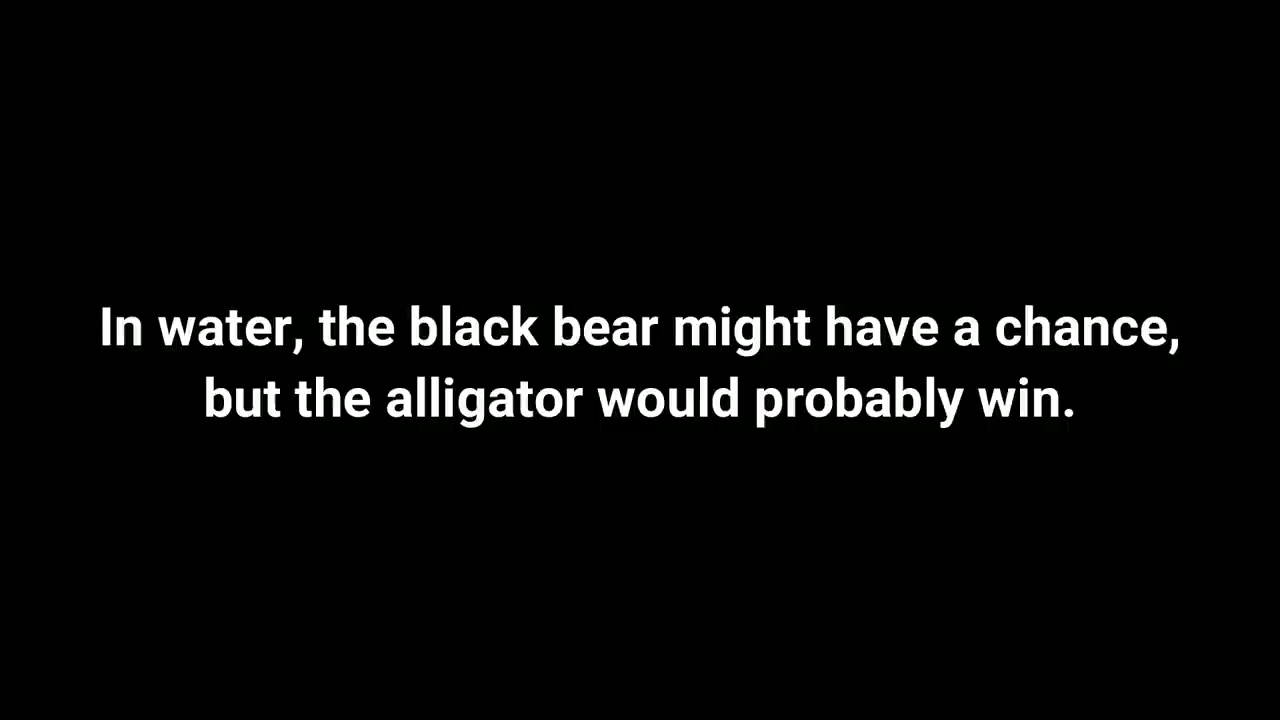 In water, the black bear might have a chance,
but the alligator would probably win.